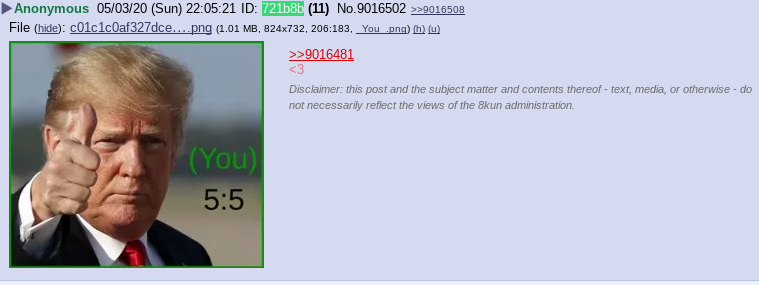 Anonymous 05/03/20 (Sun) 22:05:21 ID: 721b8b (11) No.9016502 >>9016508
File (hide): c01c1c0af327dce….png (1.01 MB, 824x732, 206:183, _You_.png) (h) (u)
>>9016481
<3
Disclaimer: this post and the subject matter and contents thereof - text, media, or otherwise - do
not necessarily reflect the views of the 8kun administration.
(You)
5:5